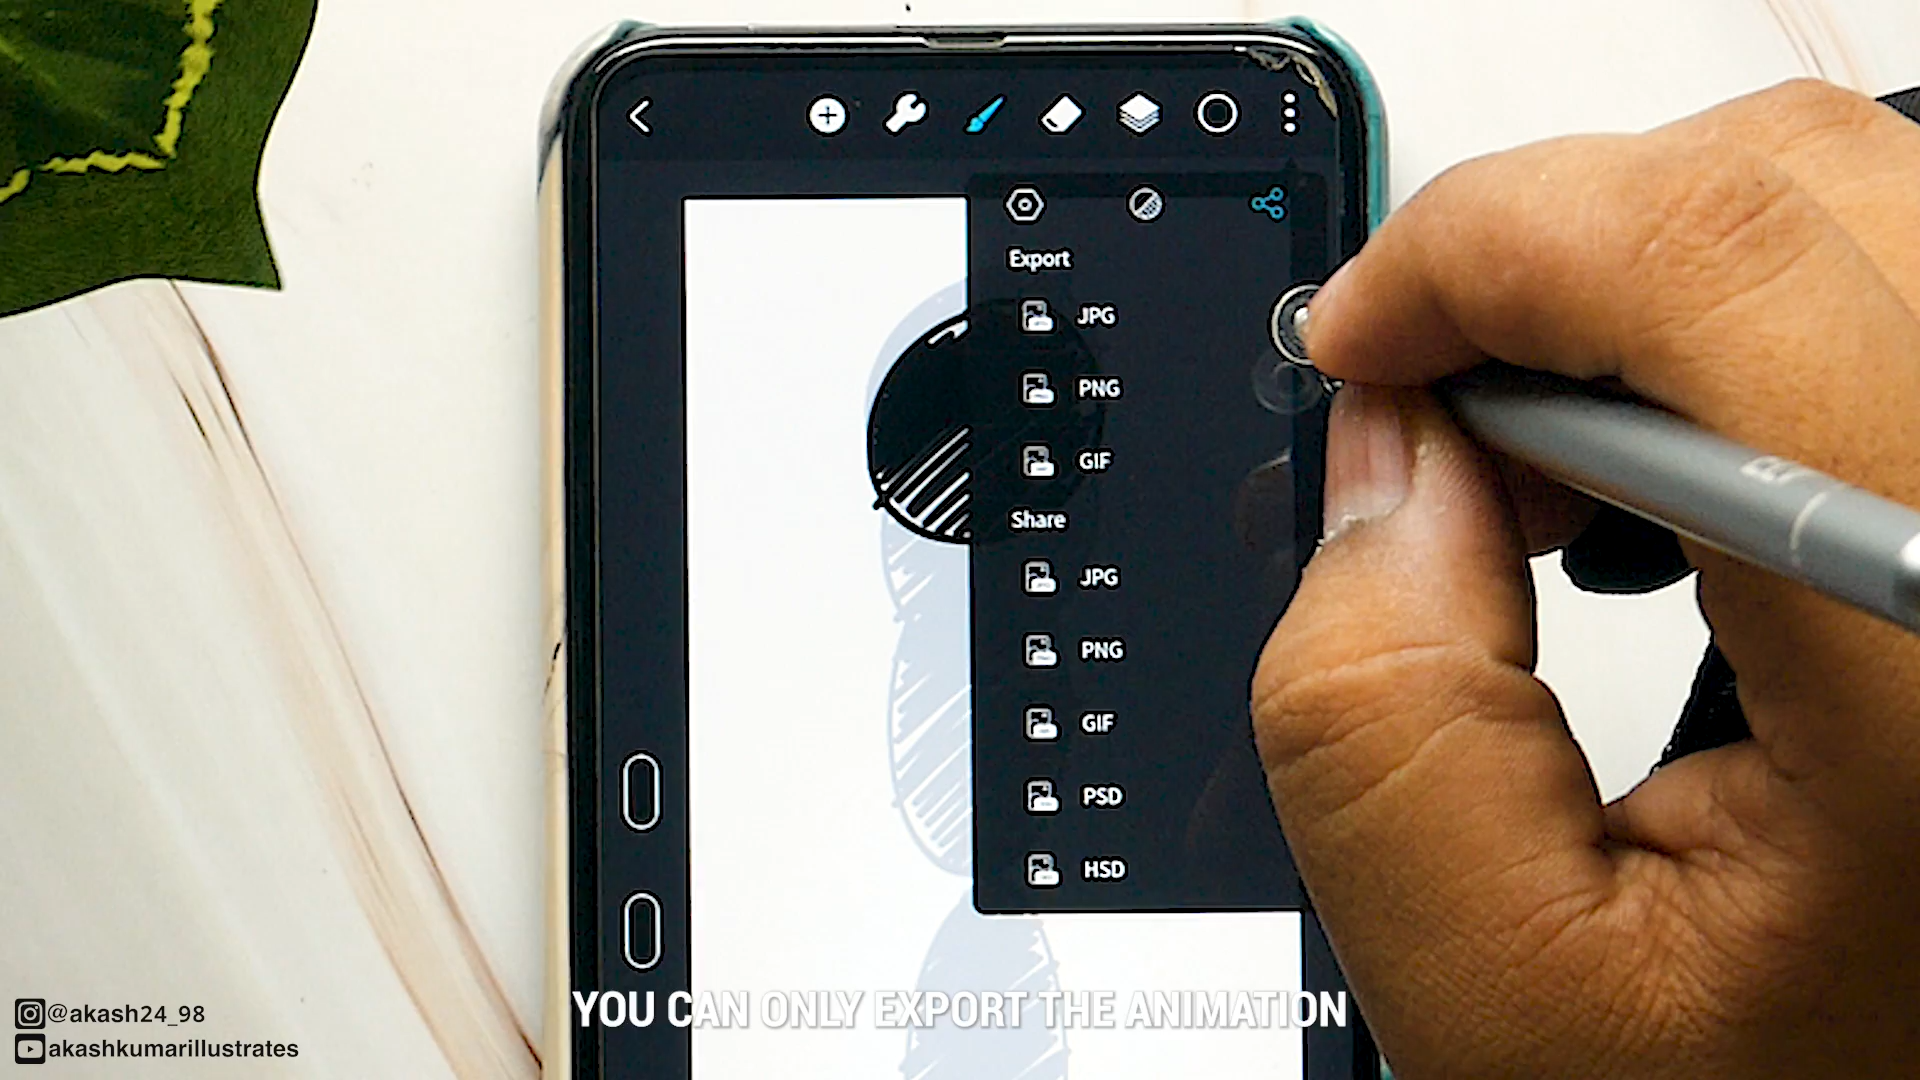 Export
JPG
PNG
GIF
Share
JPG
PNG
GIF
PSD
HSD
YOU CAN ONLY EXPORT THE ANIMATION
@akash24_98
akashkumarillustrates